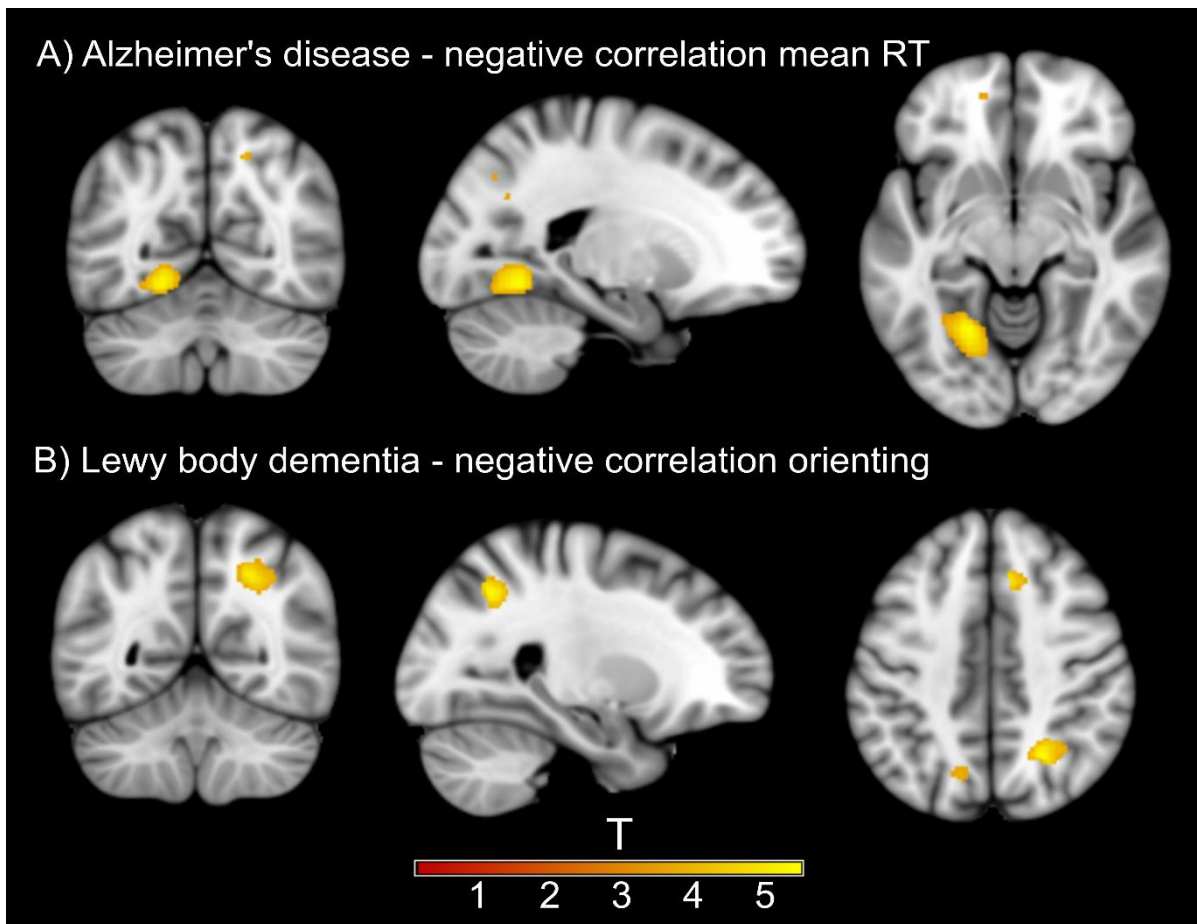 A) Alzheimer's disease - negative correlation mean RT
B) Lewy body dementia - negative correlation orienting
T
1 2 3 4 5